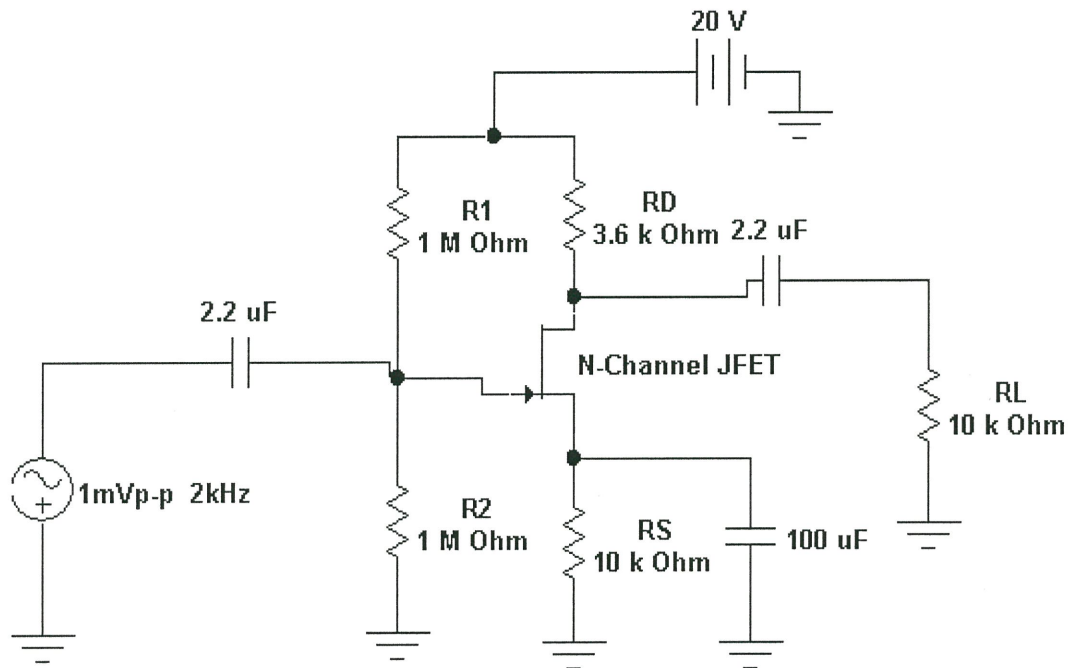 20 V
R1
1 M Ohm
RD
3.6 k Ohm
2.2 uF
2.2 uF
N-Channel JFET
RL
10 k Ohm
1mVp-p 2kHz
R2
1 M Ohm
RS
10 k Ohm
100 uF